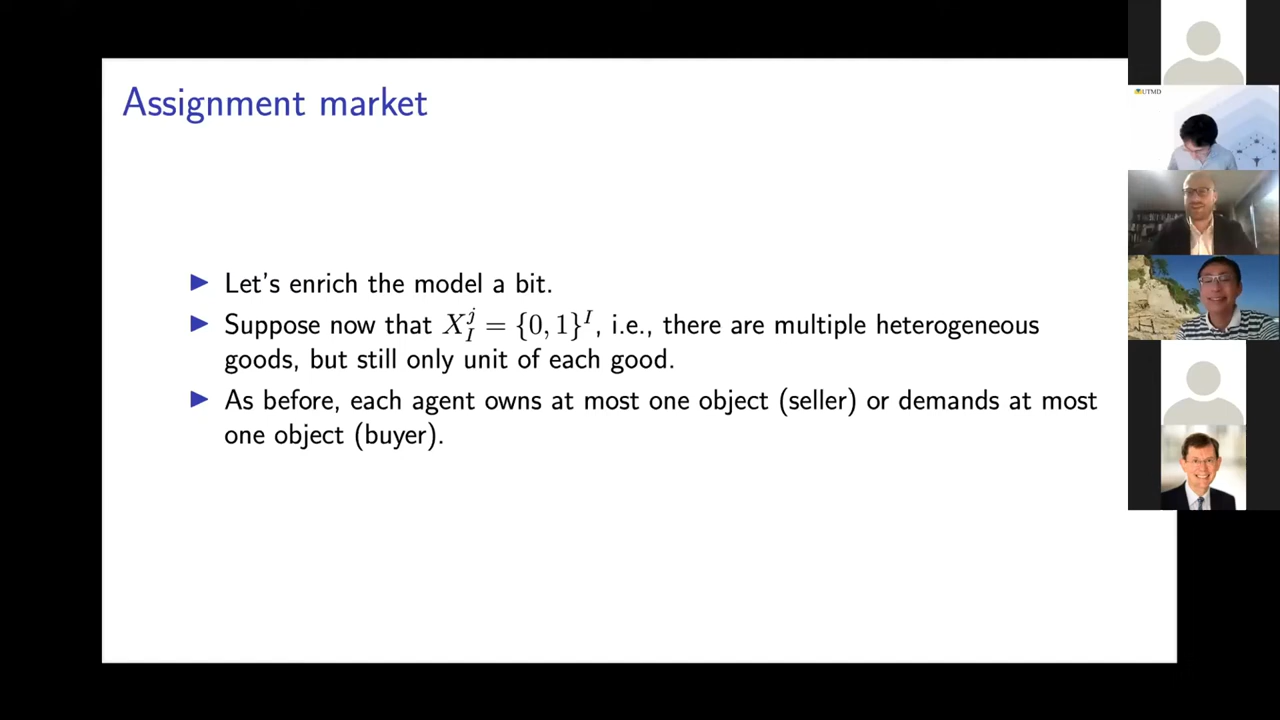 Assignment market
▶ Let's enrich the model a bit.
▶ Suppose now that $X_I^j = \{0, 1\}^I$, i.e., there are multiple heterogeneous
goods, but still only unit of each good.
▶ As before, each agent owns at most one object (seller) or demands at most
one object (buyer).
UTMD